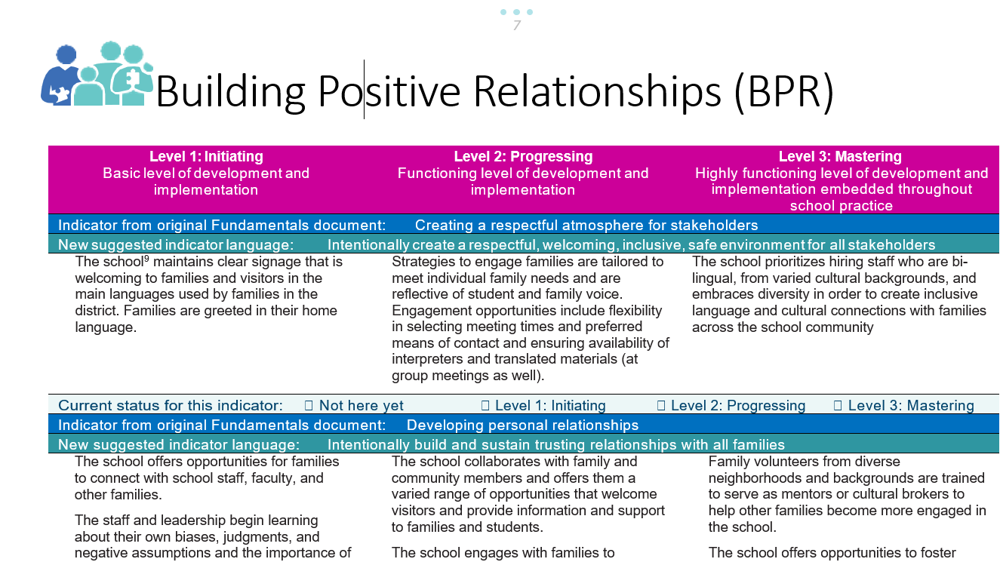 7
Building Positive Relationships (BPR)
Level 1: Initiating
Basic level of development and
implementation
Level 2: Progressing
Functioning level of development and
implementation
Level 3: Mastering
Highly functioning level of development and
implementation embedded throughout
school practice
Indicator from original Fundamentals document: Creating a respectful atmosphere for stakeholders
New suggested indicator language: Intentionally create a respectful, welcoming, inclusive, safe environment for all stakeholders
The school⁹ maintains clear signage that is
welcoming to families and visitors in the
main languages used by families in the
district. Families are greeted in their home
language.
Strategies to engage families are tailored to
meet individual family needs and are
reflective of student and family voice.
Engagement opportunities include flexibility
in selecting meeting times and preferred
means of contact and ensuring availability of
interpreters and translated materials (at
group meetings as well).
The school prioritizes hiring staff who are bi-
lingual, from varied cultural backgrounds, and
embraces diversity in order to create inclusive
language and cultural connections with families
across the school community
Current status for this indicator: ☐ Not here yet ☐ Level 1: Initiating ☐ Level 2: Progressing ☐ Level 3: Mastering
Indicator from original Fundamentals document: Developing personal relationships
New suggested indicator language: Intentionally build and sustain trusting relationships with all families
The school offers opportunities for families
to connect with school staff, faculty, and
other families.
The staff and leadership begin learning
about their own biases, judgments, and
negative assumptions and the importance of
The school collaborates with family and
community members and offers them a
varied range of opportunities that welcome
visitors and provide information and support
to families and students.
The school engages with families to
Family volunteers from diverse
neighborhoods and backgrounds are trained
to serve as mentors or cultural brokers to
help other families become more engaged in
the school.
The school offers opportunities to foster